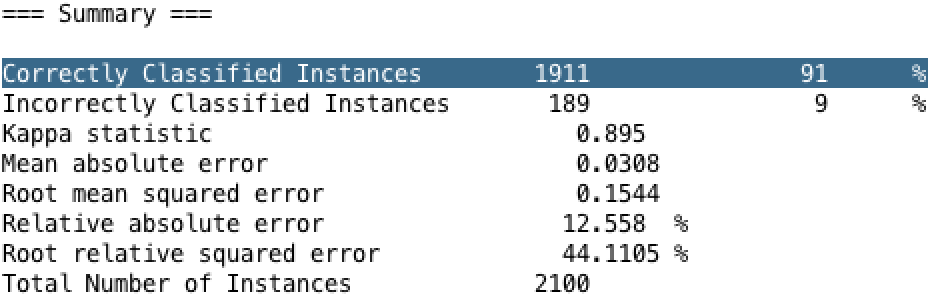 === Summary ===
Correctly Classified Instances 1911 91 %
Incorrectly Classified Instances 189 9 %
Kappa statistic 0.895
Mean absolute error 0.0308
Root mean squared error 0.1544
Relative absolute error 12.558 %
Root relative squared error 44.1105 %
Total Number of Instances 2100